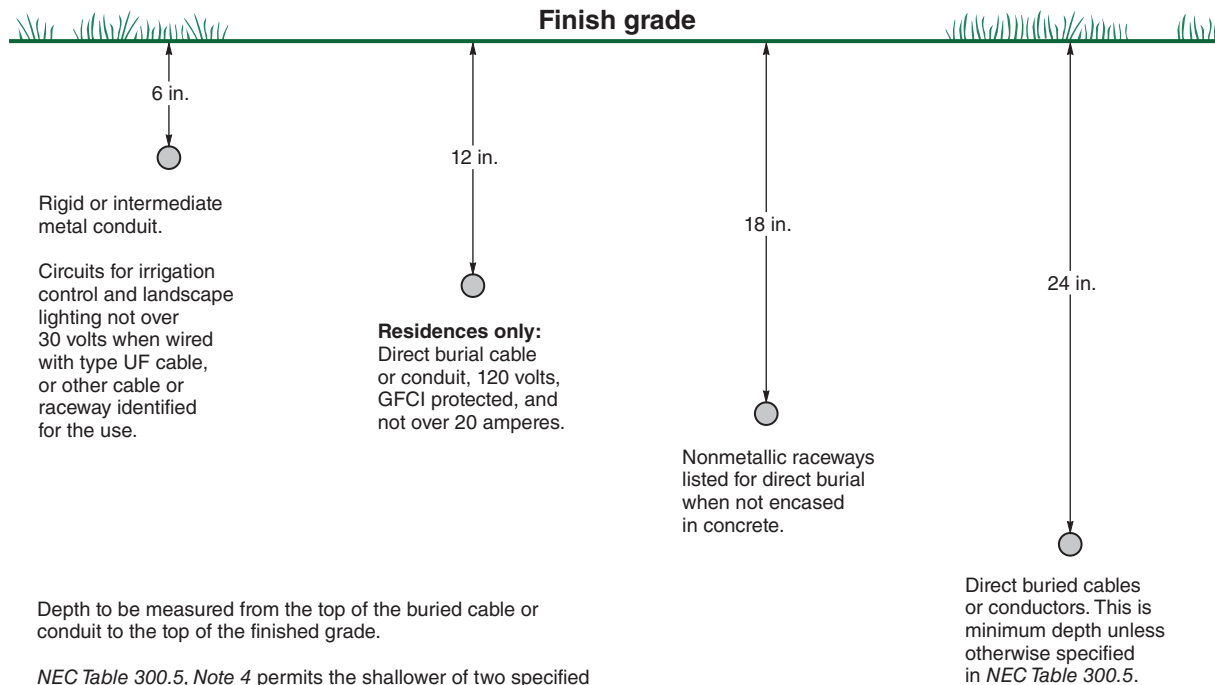 Finish grade
6 in.
12 in.
18 in.
24 in.
Rigid or intermediate
metal conduit.
Circuits for irrigation
control and landscape
lighting not over
30 volts when wired
with type UF cable,
or other cable or
raceway identified
for the use.
Residences only:
Direct burial cable
or conduit, 120 volts,
GFCI protected, and
not over 20 amperes.
Nonmetallic raceways
listed for direct burial
when not encased
in concrete.
Direct buried cables
or conductors. This is
minimum depth unless
otherwise specified
in NEC Table 300.5.
Depth to be measured from the top of the buried cable or
conduit to the top of the finished grade.
NEC Table 300.5, Note 4 permits the shallower of two specified